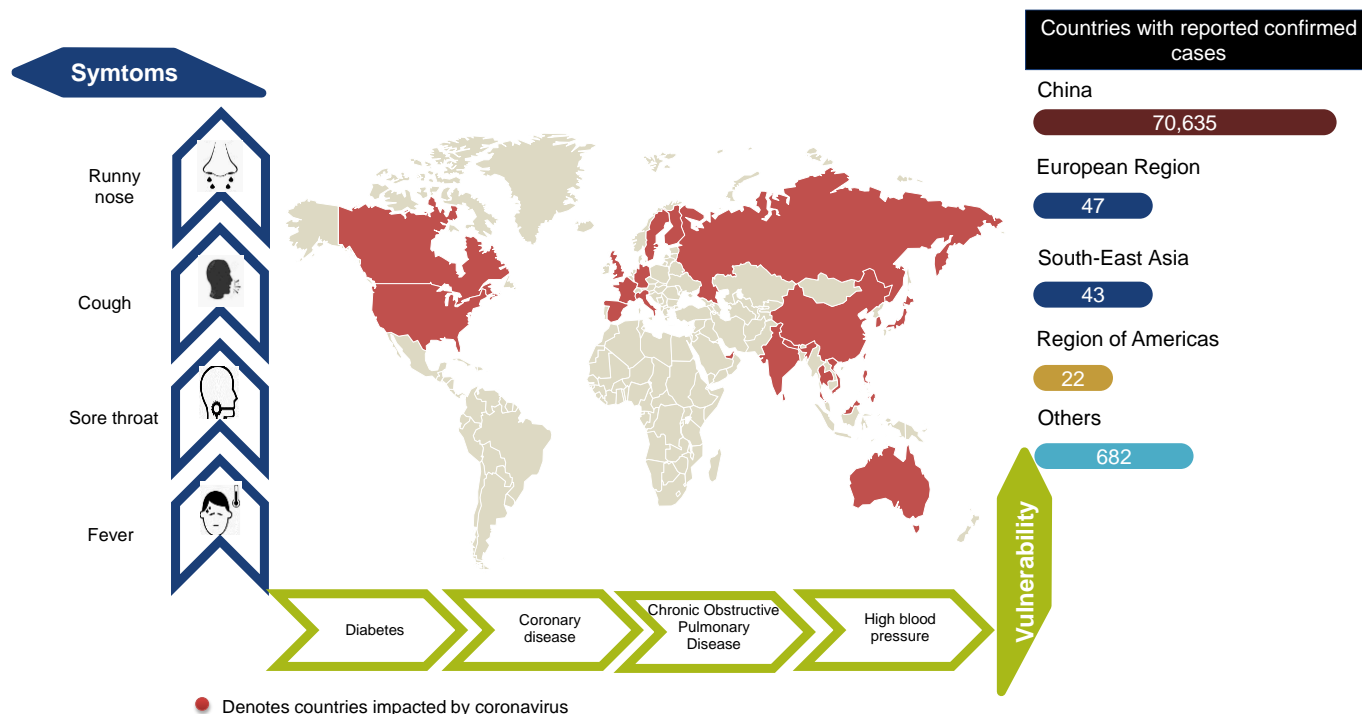 Symtoms
Runny
nose
Cough
Sore throat
Fever
Countries with reported confirmed
cases
China
70,635
European Region
47
South-East Asia
43
Region of Americas
22
Others
682
Vulnerability
Diabetes
Coronary
disease
Chronic Obstructive
Pulmonary
Disease
High blood
pressure
Denotes countries impacted by coronavirus